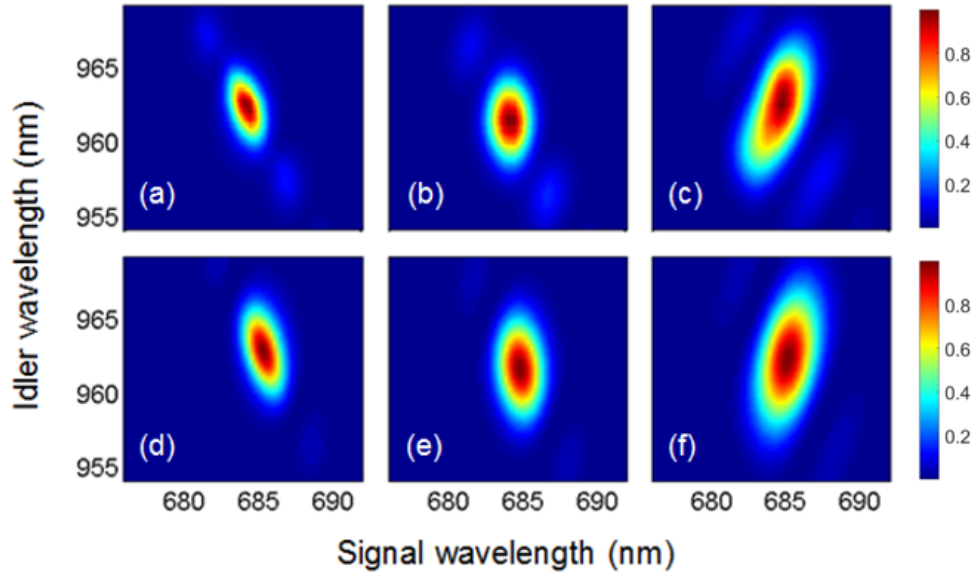 965
960
955
(a)
(b)
(c)
0.8
0.6
0.4
0.2
Idler wavelength (nm)
965
960
955
(d)
(e)
(f)
0.8
0.6
0.4
0.2
680 685 690 680 685 690 680 685 690
Signal wavelength (nm)